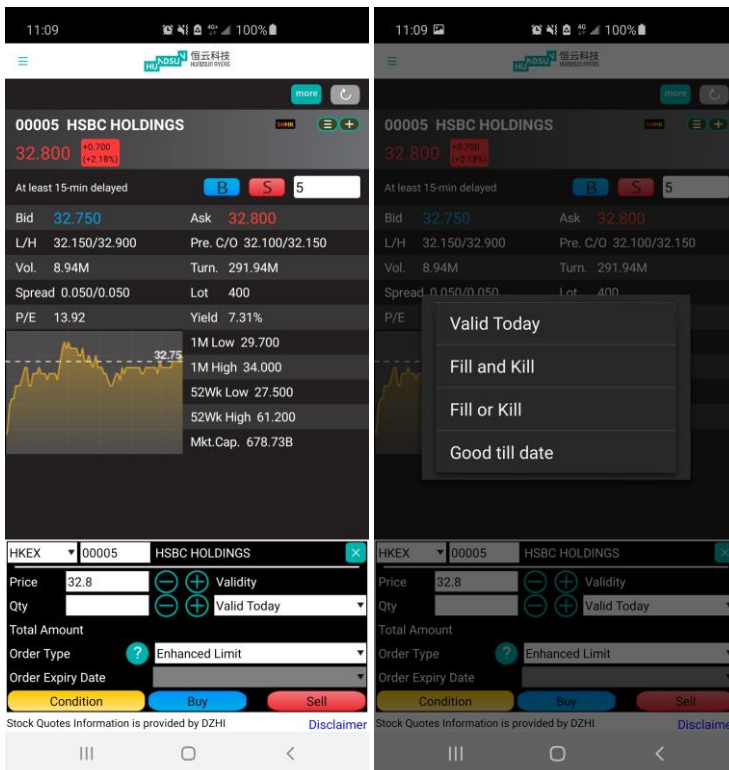 11:09 4G+ 100%
HUNDSUN 恒云科技
HUNDSUN AYERS
more
00005 HSBC HOLDINGS SHHK
32.800 +0.700
(+2.18%)
At least 15-min delayed B S 5
Bid 32.750 Ask 32.800
L/H 32.150/32.900 Pre. C/O 32.100/32.150
Vol. 8.94M Turn. 291.94M
Spread 0.050/0.050 Lot 400
P/E 13.92 Yield 7.31%
32.75
1M Low 29.700
1M High 34.000
52Wk Low 27.500
52Wk High 61.200
Mkt.Cap. 678.73B
HKEX 00005 HSBC HOLDINGS
Price 32.8 Validity
Qty Valid Today
Total Amount
Order Type ? Enhanced Limit
Order Expiry Date
Condition Buy Sell
Stock Quotes Information is provided by DZHI Disclaimer
11:09 4G 100%
HUNDSUN 恒云科技
HUNDSUN AYERS
more
00005 HSBC HOLDINGS SHHK
32.800 +0.700
(+2.18%)
At least 15-min delayed B S 5
Bid 32.750 Ask 32.800
L/H 32.150/32.900 Pre. C/O 32.100/32.150
Vol. 8.94M Turn. 291.94M
Spread 0.050/0.050 Lot 400
P/E
Valid Today
Fill and Kill
Fill or Kill
Good till date
HKEX 00005 HSBC HOLDINGS
Price 32.8 Validity
Qty Valid Today
Total Amount
Order Type ? Enhanced Limit
Order Expiry Date
Condition Buy Sell
Stock Quotes Information is provided by DZHI Disclaime